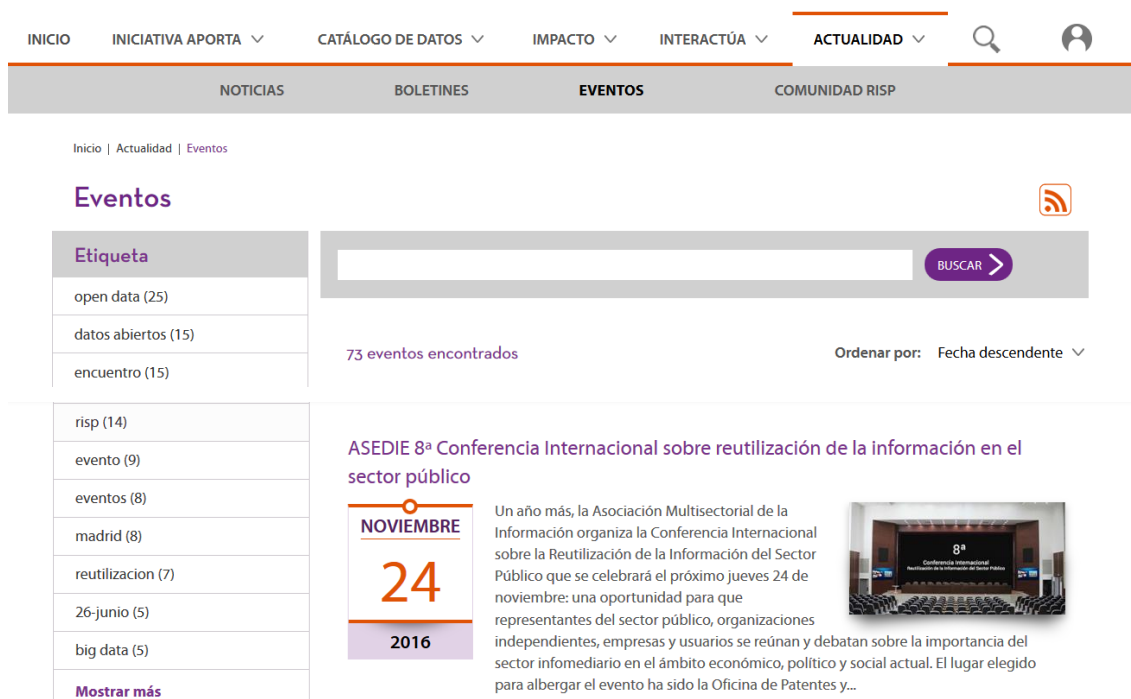 INICIO INICIATIVA APORTA CATÁLOGO DE DATOS IMPACTO INTERACTÚA ACTUALIDAD
NOTICIAS BOLETINES EVENTOS COMUNIDAD RISP
Inicio | Actualidad | Eventos
Eventos
Etiqueta
open data (25)
datos abiertos (15)
encuentro (15)
risp (14)
evento (9)
eventos (8)
madrid (8)
reutilizacion (7)
26-junio (5)
big data (5)
Mostrar más
BUSCAR
73 eventos encontrados
Ordenar por: Fecha descendente
ASEDIE 8ª Conferencia Internacional sobre reutilización de la información en el
sector público
NOVIEMBRE
24
2016
Un año más, la Asociación Multisectorial de la
Información organiza la Conferencia Internacional
sobre la Reutilización de la Información del Sector
Público que se celebrará el próximo jueves 24 de
noviembre: una oportunidad para que
representantes del sector público, organizaciones
independientes, empresas y usuarios se reúnan y debatan sobre la importancia del
sector infomediario en el ámbito económico, político y social actual. El lugar elegido
para albergar el evento ha sido la Oficina de Patentes y...
8ª
Conferencia Internacional
Reutilización de la Información del Sector Público